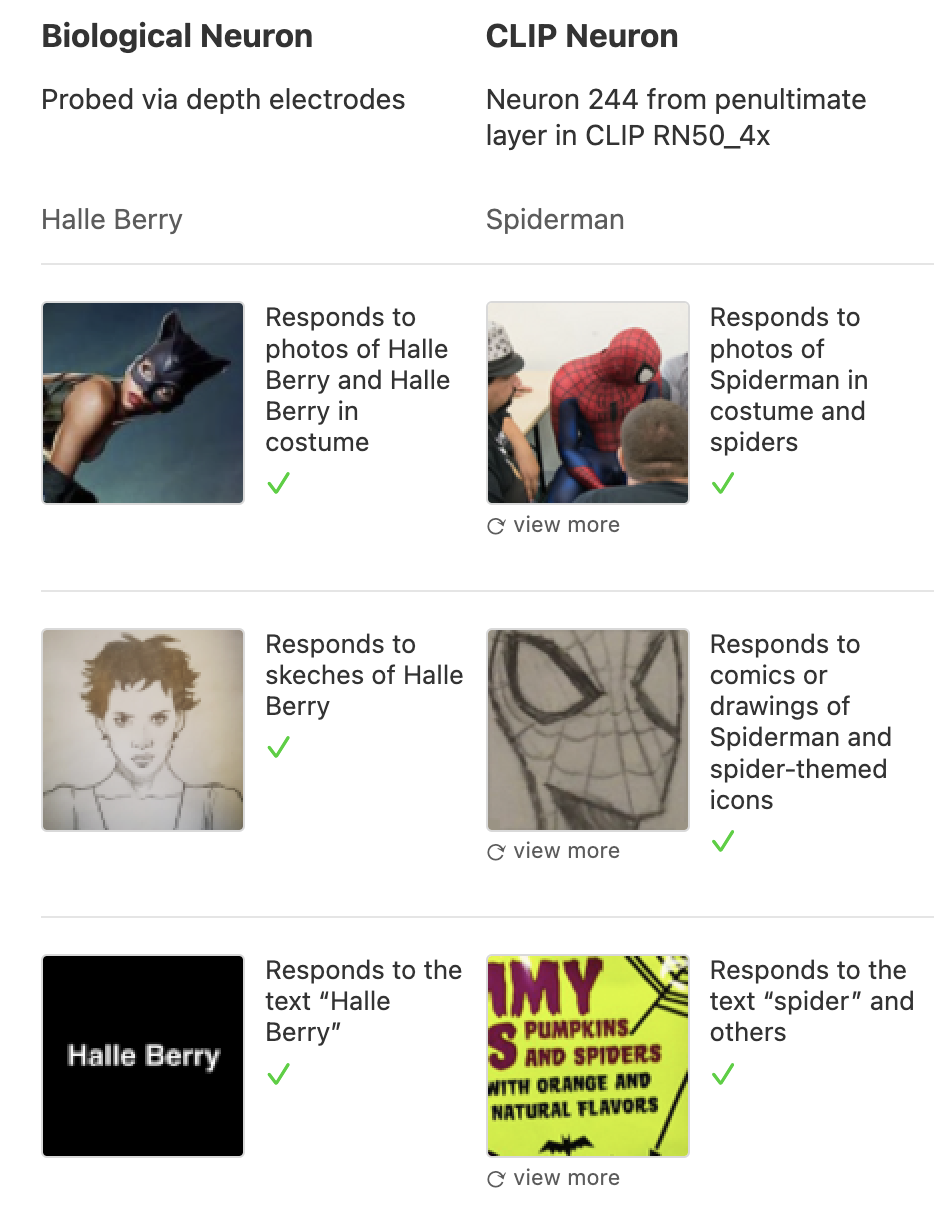 Biological Neuron
CLIP Neuron
Probed via depth electrodes
Neuron 244 from penultimate
layer in CLIP RN50_4x
Halle Berry
Spiderman
Responds to
photos of Halle
Berry and Halle
Berry in
costume
Responds to
photos of
Spiderman in
costume and
spiders
view more
Responds to
skeches of Halle
Berry
Responds to
comics or
drawings of
Spiderman and
spider-themed
icons
view more
Halle Berry
Responds to the
text “Halle
Berry”
IMY
S PUMPKINS
AND SPIDERS
WITH ORANGE AND
NATURAL FLAVORS
Responds to the
text “spider” and
others
view more